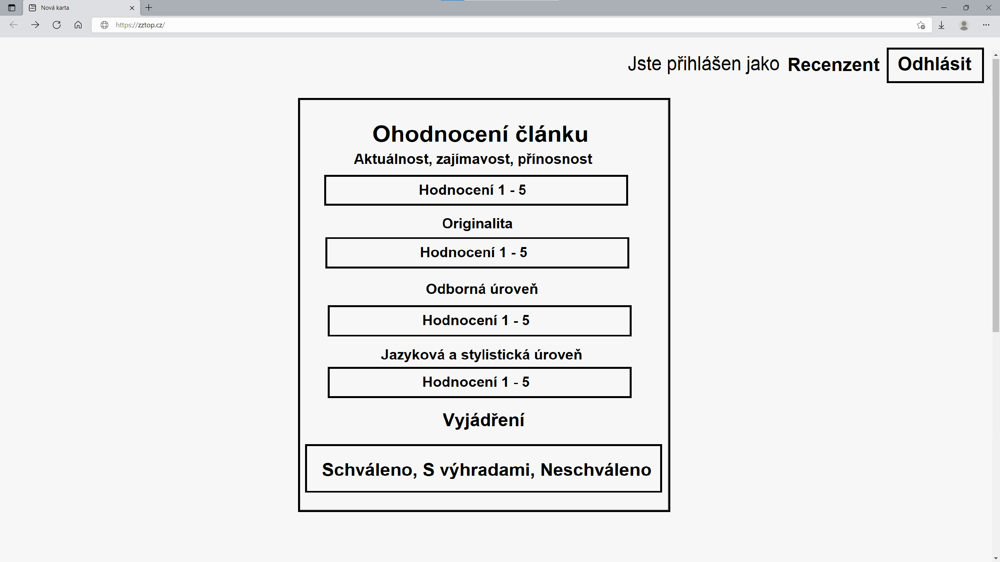 Nová karta
https://zztop.cz/
Jste přihlášen jako Recenzent Odhlásit
Ohodnocení článku
Aktuálnost, zajímavost, přínosnost
Hodnocení 1 - 5
Originalita
Hodnocení 1 - 5
Odborná úroveň
Hodnocení 1 - 5
Jazyková a stylistická úroveň
Hodnocení 1 - 5
Vyjádření
Schváleno, S výhradami, Neschváleno